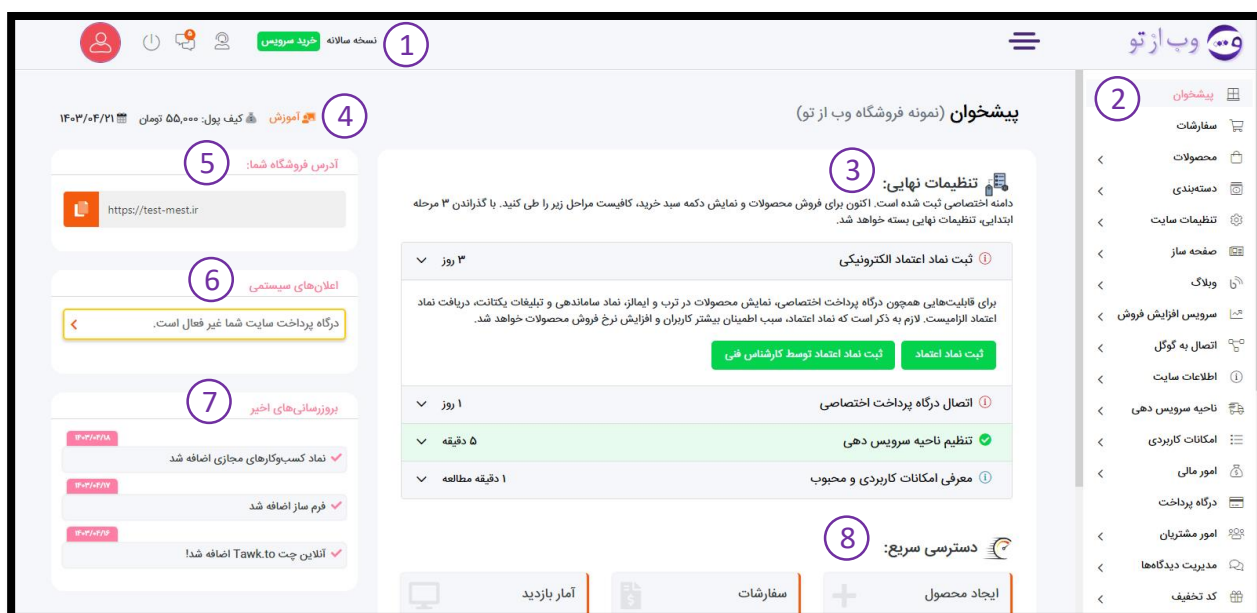 وب از تو
1
نسخه سالانه
خرید سرویس
2
پیشخوان
سفارشات
محصولات
دسته‌بندی
تنظیمات سایت
صفحه ساز
وبلاگ
سرویس افزایش فروش
اتصال به گوگل
اطلاعات سایت
ناحیه سرویس دهی
امکانات کاربردی
امور مالی
درگاه پرداخت
امور مشتریان
مدیریت دیدگاه‌ها
کد تخفیف
پیشخوان (نمونه فروشگاه وب از تو)
3
تنظیمات نهایی:
دامنه اختصاصی ثبت شده است. اکنون برای فروش محصولات و نمایش دکمه سبد خرید، کافیست مراحل زیر را طی کنید. با گذراندن ۳ مرحله
ابتدایی، تنظیمات نهایی بسته خواهد شد.
ثبت نماد اعتماد الکترونیکی ۳ روز
برای قابلیت‌هایی همچون درگاه پرداخت اختصاصی، نمایش محصولات در ترب و ایمالز، نماد ساماندهی و تبلیغات یکتانت، دریافت نماد
اعتماد الزامیست. لازم به ذکر است که نماد اعتماد، سبب اطمینان بیشتر کاربران و افزایش نرخ فروش محصولات خواهد شد.
ثبت نماد اعتماد
ثبت نماد اعتماد توسط کارشناس فنی
اتصال درگاه پرداخت اختصاصی ۱ روز
تنظیم ناحیه سرویس دهی ۵ دقیقه
معرفی امکانات کاربردی و محبوب ۱ دقیقه مطالعه
8
دسترسی سریع:
ایجاد محصول
سفارشات
آمار بازدید
4
آموزش کیف پول: ۵۵,۰۰۰ تومان ۱۴۰۳/۰۴/۲۱
5
آدرس فروشگاه شما:
https://test-mest.ir
6
اعلان‌های سیستمی
درگاه پرداخت سایت شما غیر فعال است.
7
بروزرسانی‌های اخیر
نماد کسب‌وکارهای مجازی اضافه شد
فرم ساز اضافه شد
آنلاین چت Tawk.to اضافه شد!